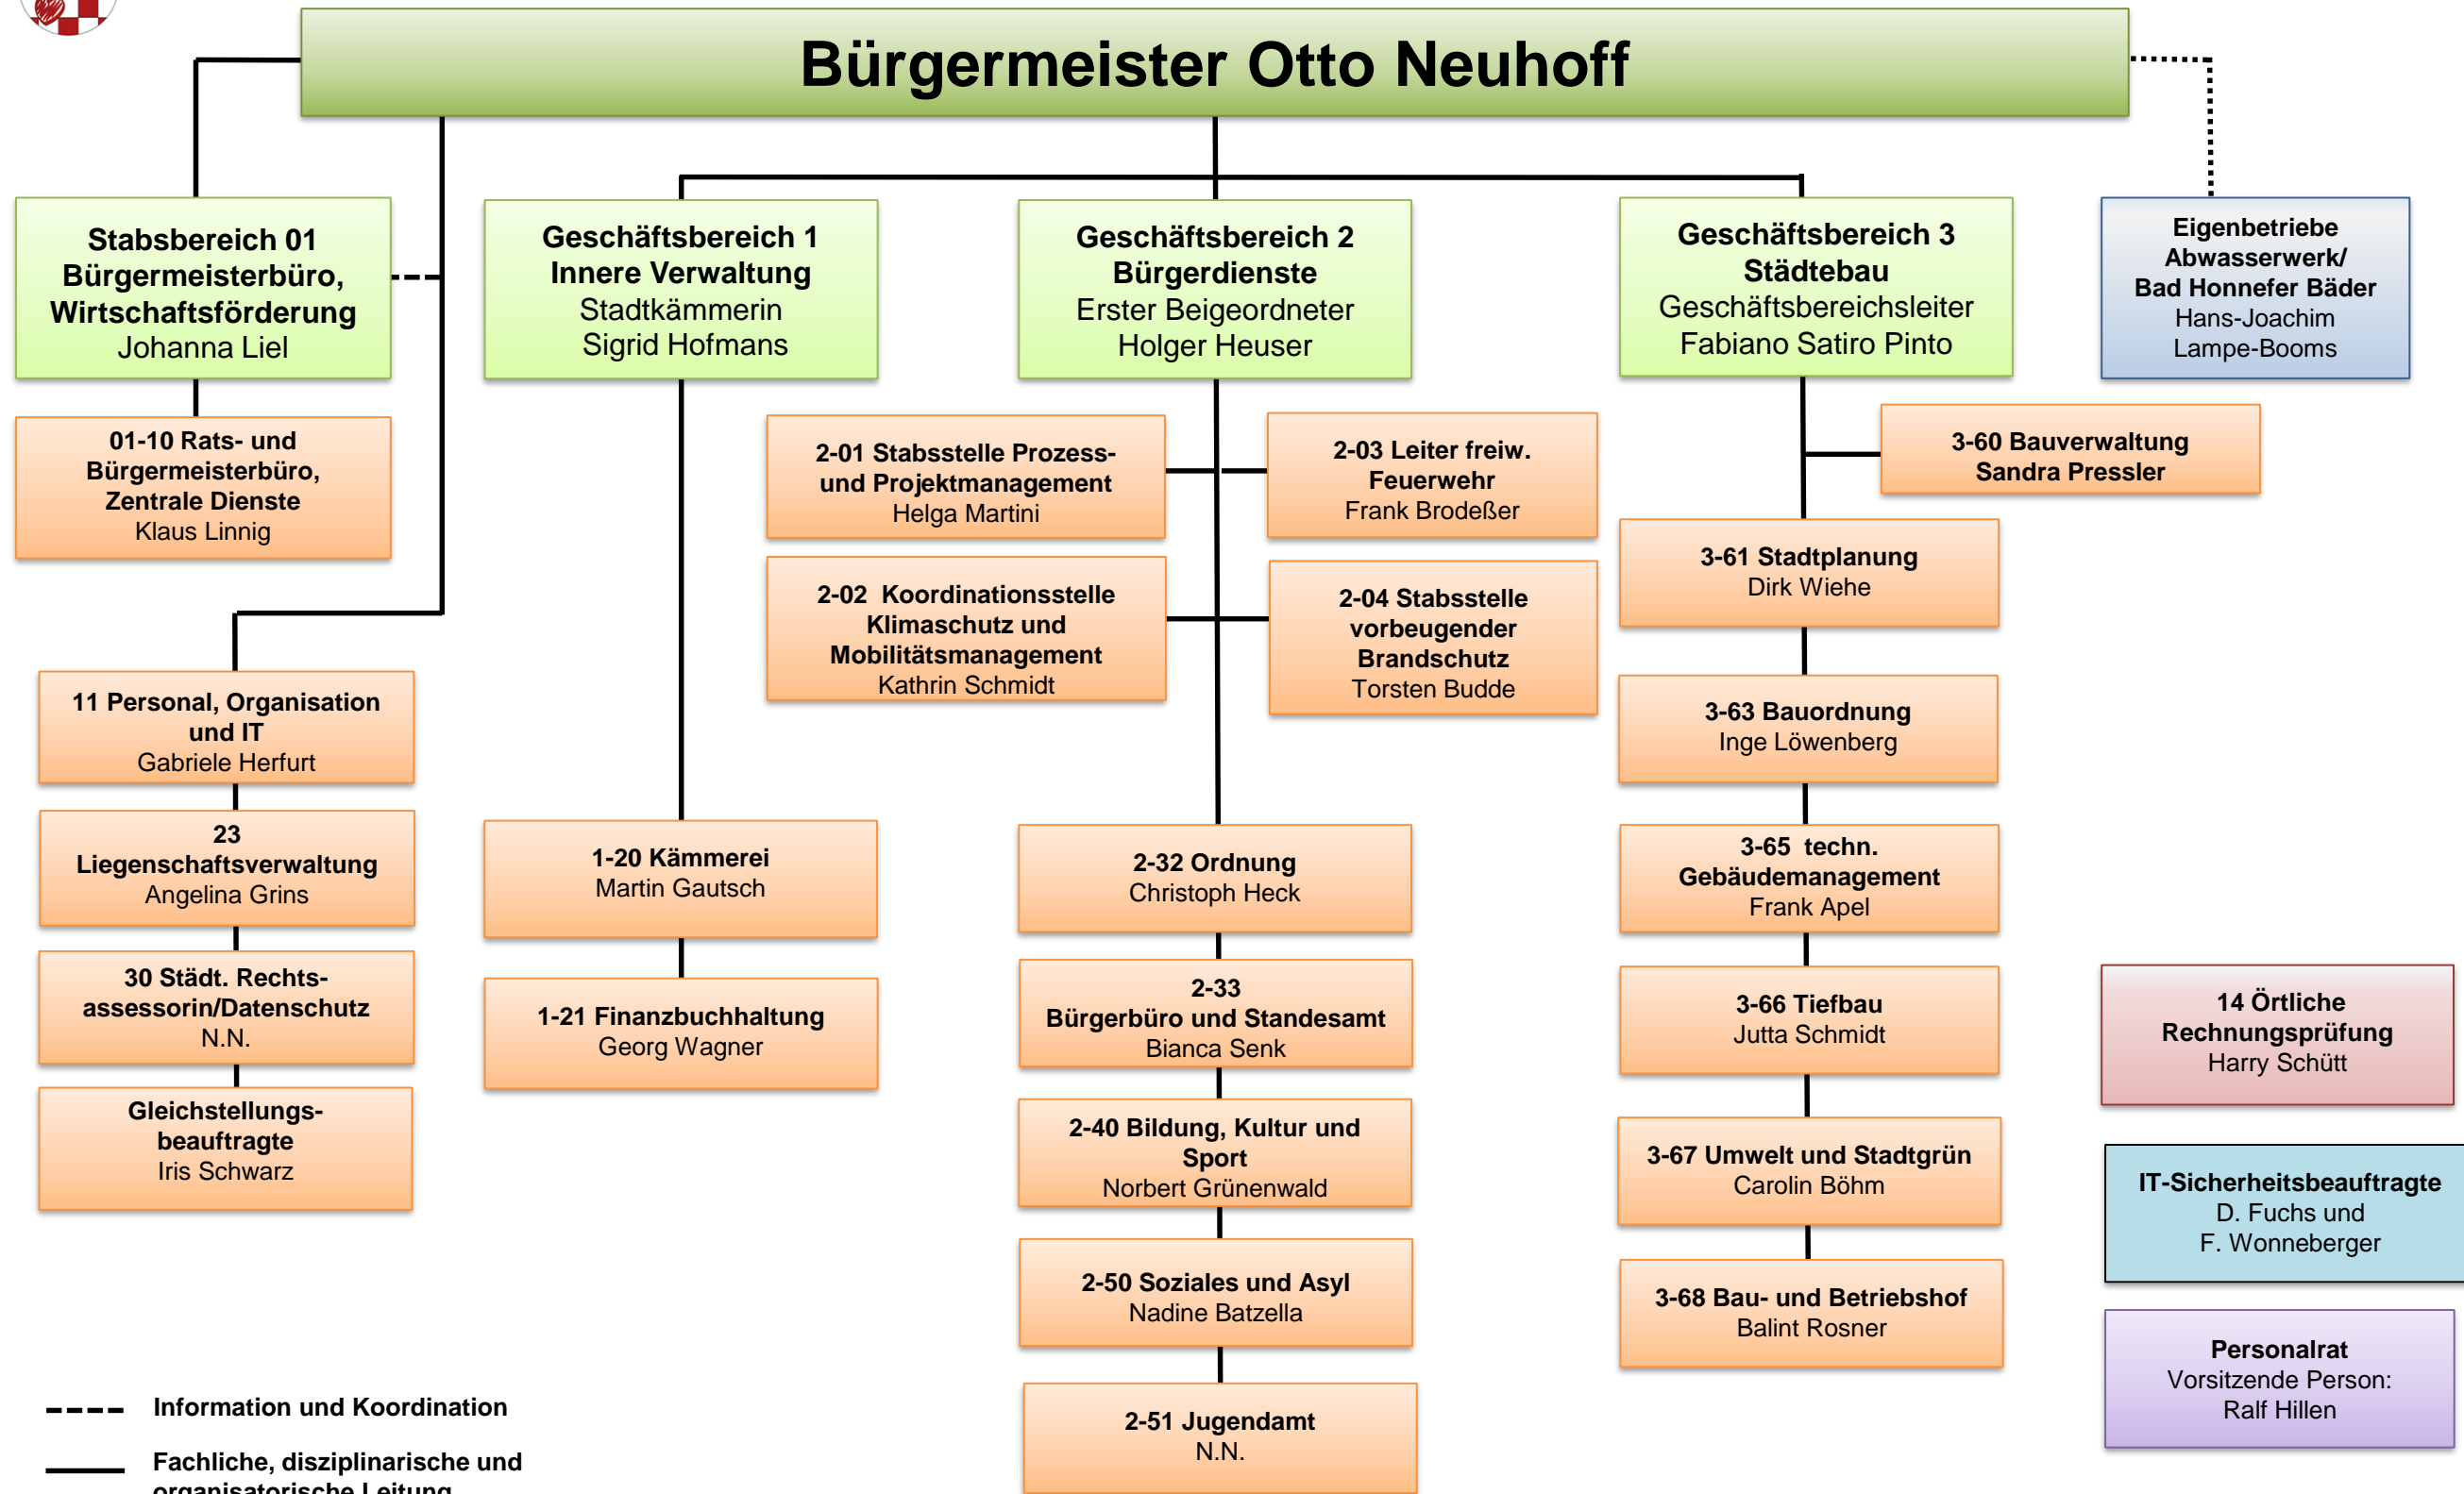 Bürgermeister Otto Neuhoff
Stabsbereich 01
Bürgermeisterbüro,
Wirtschaftsförderung
Johanna Liel
Geschäftsbereich 1
Innere Verwaltung
Stadtkämmerin
Sigrid Hofmans
Geschäftsbereich 2
Bürgerdienste
Erster Beigeordneter
Holger Heuser
Geschäftsbereich 3
Städtebau
Geschäftsbereichsleiter
Fabiano Satiro Pinto
Eigenbetriebe
Abwasserwerk/
Bad Honnefer Bäder
Hans-Joachim
Lampe-Booms
01-10 Rats- und
Bürgermeisterbüro,
Zentrale Dienste
Klaus Linnig
2-01 Stabsstelle Prozess-
und Projektmanagement
Helga Martini
2-03 Leiter freiw.
Feuerwehr
Frank Brodeßer
3-60 Bauverwaltung
Sandra Pressler
2-02 Koordinationsstelle
Klimaschutz und
Mobilitätsmanagement
Kathrin Schmidt
2-04 Stabsstelle
vorbeugender
Brandschutz
Torsten Budde
3-61 Stadtplanung
Dirk Wiehe
11 Personal, Organisation
und IT
Gabriele Herfurt
3-63 Bauordnung
Inge Löwenberg
23
Liegenschaftsverwaltung
Angelina Grins
1-20 Kämmerei
Martin Gautsch
2-32 Ordnung
Christoph Heck
3-65 techn.
Gebäudemanagement
Frank Apel
30 Städt. Rechts-
assessorin/Datenschutz
N.N.
1-21 Finanzbuchhaltung
Georg Wagner
2-33
Bürgerbüro und Standesamt
Bianca Senk
3-66 Tiefbau
Jutta Schmidt
14 Örtliche
Rechnungsprüfung
Harry Schütt
Gleichstellungs-
beauftragte
Iris Schwarz
2-40 Bildung, Kultur und
Sport
Norbert Grünenwald
3-67 Umwelt und Stadtgrün
Carolin Böhm
IT-Sicherheitsbeauftragte
D. Fuchs und
F. Wonneberger
2-50 Soziales und Asyl
Nadine Batzella
3-68 Bau- und Betriebshof
Balint Rosner
Personalrat
Vorsitzende Person:
Ralf Hillen
2-51 Jugendamt
N.N.
Information und Koordination
Fachliche, disziplinarische und
organisatorische Leitung